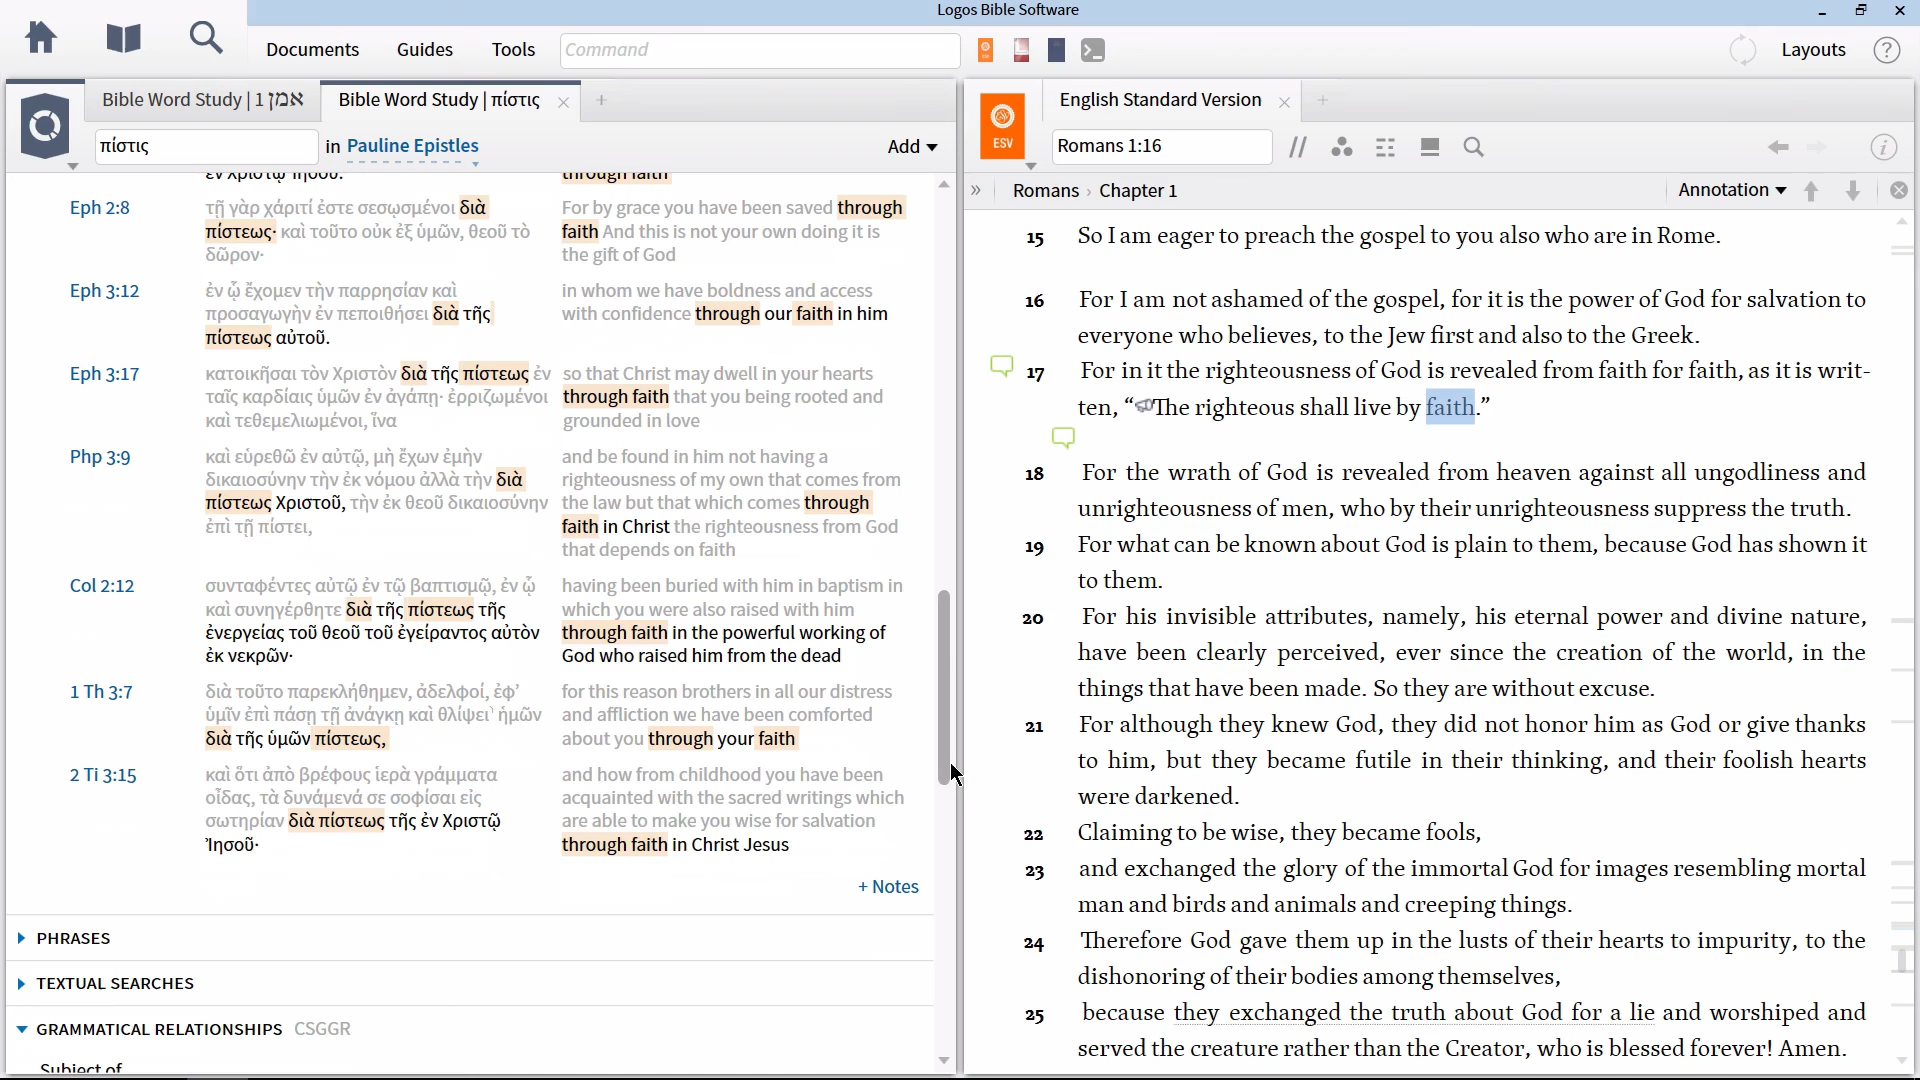 Logos Bible Software
Documents Guides Tools Command Layouts
Bible Word Study | 1 אמן Bible Word Study | πίστις
πίστις in Pauline Epistles Add
ἐν Χριστῷ Ἰησοῦ· through faith
Eph 2:8 τῇ γὰρ χάριτί ἐστε σεσῳσμένοι διὰ For by grace you have been saved through
πίστεως· καὶ τοῦτο οὐκ ἐξ ὑμῶν, θεοῦ τὸ faith And this is not your own doing it is
δῶρον· the gift of God
Eph 3:12 ἐν ᾧ ἔχομεν τὴν παρρησίαν καὶ in whom we have boldness and access
προσαγωγὴν ἐν πεποιθήσει διὰ τῆς with confidence through our faith in him
πίστεως αὐτοῦ.
Eph 3:17 κατοικῆσαι τὸν Χριστὸν διὰ τῆς πίστεως ἐν so that Christ may dwell in your hearts
ταῖς καρδίαις ὑμῶν ἐν ἀγάπῃ· ἐρριζωμένοι through faith that you being rooted and
καὶ τεθεμελιωμένοι, ἵνα grounded in love
Php 3:9 καὶ εὑρεθῶ ἐν αὐτῷ, μὴ ἔχων ἐμὴν and be found in him not having a
δικαιοσύνην τὴν ἐκ νόμου ἀλλὰ τὴν διὰ righteousness of my own that comes from
πίστεως Χριστοῦ, τὴν ἐκ θεοῦ δικαιοσύνην the law but that which comes through
ἐπὶ τῇ πίστει, faith in Christ the righteousness from God
that depends on faith
Col 2:12 συνταφέντες αὐτῷ ἐν τῷ βαπτισμῷ, ἐν ᾧ having been buried with him in baptism in
καὶ συνηγέρθητε διὰ τῆς πίστεως τῆς which you were also raised with him
ἐνεργείας τοῦ θεοῦ τοῦ ἐγείραντος αὐτὸν through faith in the powerful working of
ἐκ νεκρῶν· God who raised him from the dead
1 Th 3:7 διὰ τοῦτο παρεκλήθημεν, ἀδελφοί, ἐφ’ for this reason brothers in all our distress
ὑμῖν ἐπὶ πάσῃ τῇ ἀνάγκῃ καὶ θλίψει⸃ ἡμῶν and affliction we have been comforted
διὰ τῆς ὑμῶν πίστεως, about you through your faith
2 Ti 3:15 καὶ ὅτι ἀπὸ βρέφους ἱερὰ γράμματα and how from childhood you have been
οἶδας, τὰ δυνάμενά σε σοφίσαι εἰς acquainted with the sacred writings which
σωτηρίαν διὰ πίστεως τῆς ἐν Χριστῷ are able to make you wise for salvation
Ἰησοῦ· through faith in Christ Jesus
+ Notes
PHRASES
TEXTUAL SEARCHES
GRAMMATICAL RELATIONSHIPS CSGGR
Subject of
English Standard Version
ESV Romans 1:16
» Romans › Chapter 1 Annotation
15 So I am eager to preach the gospel to you also who are in Rome.
16 For I am not ashamed of the gospel, for it is the power of God for salvation to
everyone who believes, to the Jew first and also to the Greek.
17 For in it the righteousness of God is revealed from faith for faith, as it is writ-
ten, “The righteous shall live by faith.”
18 For the wrath of God is revealed from heaven against all ungodliness and
unrighteousness of men, who by their unrighteousness suppress the truth.
19 For what can be known about God is plain to them, because God has shown it
to them.
20 For his invisible attributes, namely, his eternal power and divine nature,
have been clearly perceived, ever since the creation of the world, in the
things that have been made. So they are without excuse.
21 For although they knew God, they did not honor him as God or give thanks
to him, but they became futile in their thinking, and their foolish hearts
were darkened.
22 Claiming to be wise, they became fools,
23 and exchanged the glory of the immortal God for images resembling mortal
man and birds and animals and creeping things.
24 Therefore God gave them up in the lusts of their hearts to impurity, to the
dishonoring of their bodies among themselves,
25 because they exchanged the truth about God for a lie and worshiped and
served the creature rather than the Creator, who is blessed forever! Amen.